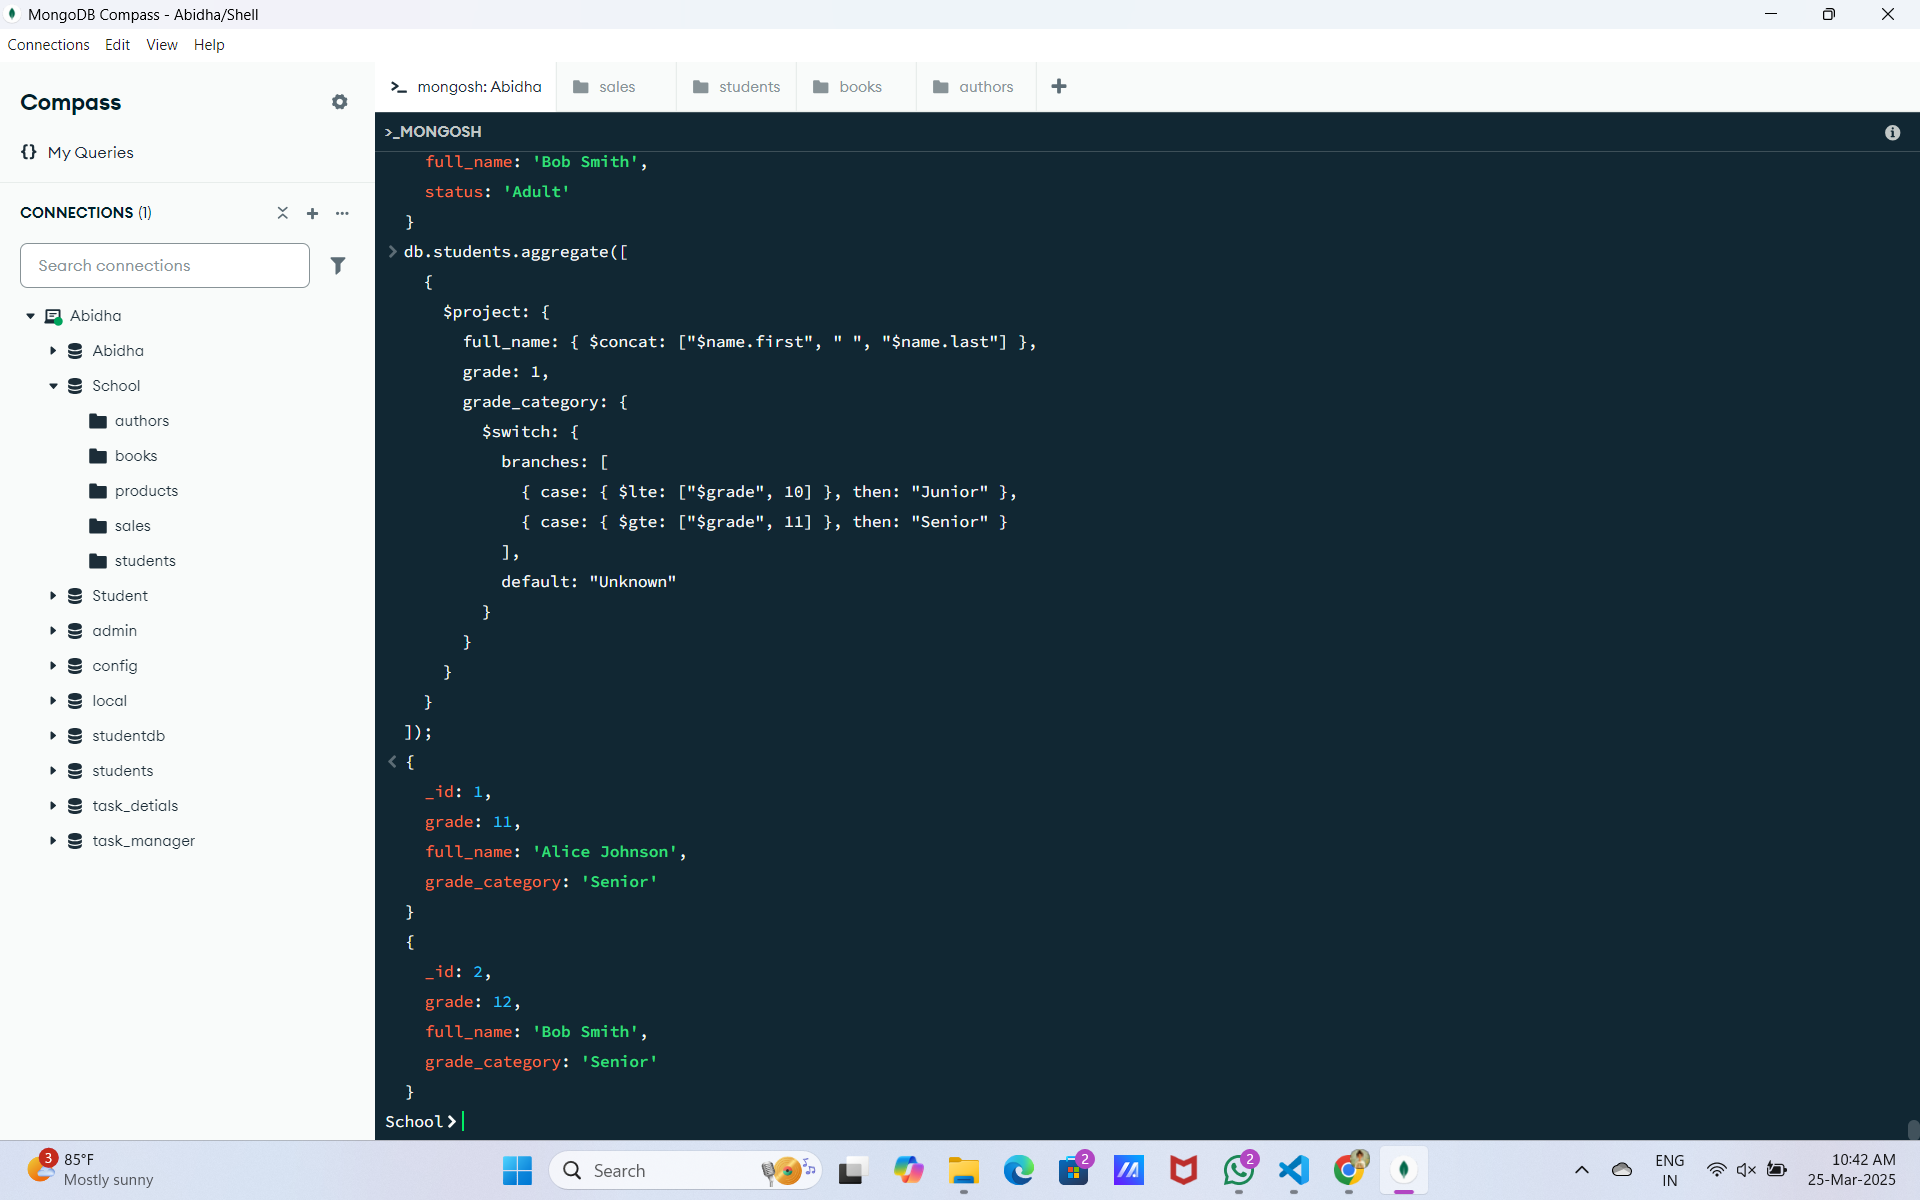 MongoDB Compass - Abidha/Shell
Connections Edit View Help
Compass
{} My Queries
CONNECTIONS (1)
Search connections
Abidha
Abidha
School
authors
books
products
sales
students
Student
admin
config
local
studentdb
students
task_detials
task_manager
>_ mongosh: Abidha
sales
students
books
authors
>_MONGOSH
full_name: 'Bob Smith',
status: 'Adult'
}
> db.students.aggregate([
{
$project: {
full_name: { $concat: ["$name.first", " ", "$name.last"] },
grade: 1,
grade_category: {
$switch: {
branches: [
{ case: { $lte: ["$grade", 10] }, then: "Junior" },
{ case: { $gte: ["$grade", 11] }, then: "Senior" }
],
default: "Unknown"
}
}
}
}
]);
< {
_id: 1,
grade: 11,
full_name: 'Alice Johnson',
grade_category: 'Senior'
}
{
_id: 2,
grade: 12,
full_name: 'Bob Smith',
grade_category: 'Senior'
}
School>
3
85°F
Mostly sunny
Search
2
2
ENG
IN
10:42 AM
25-Mar-2025